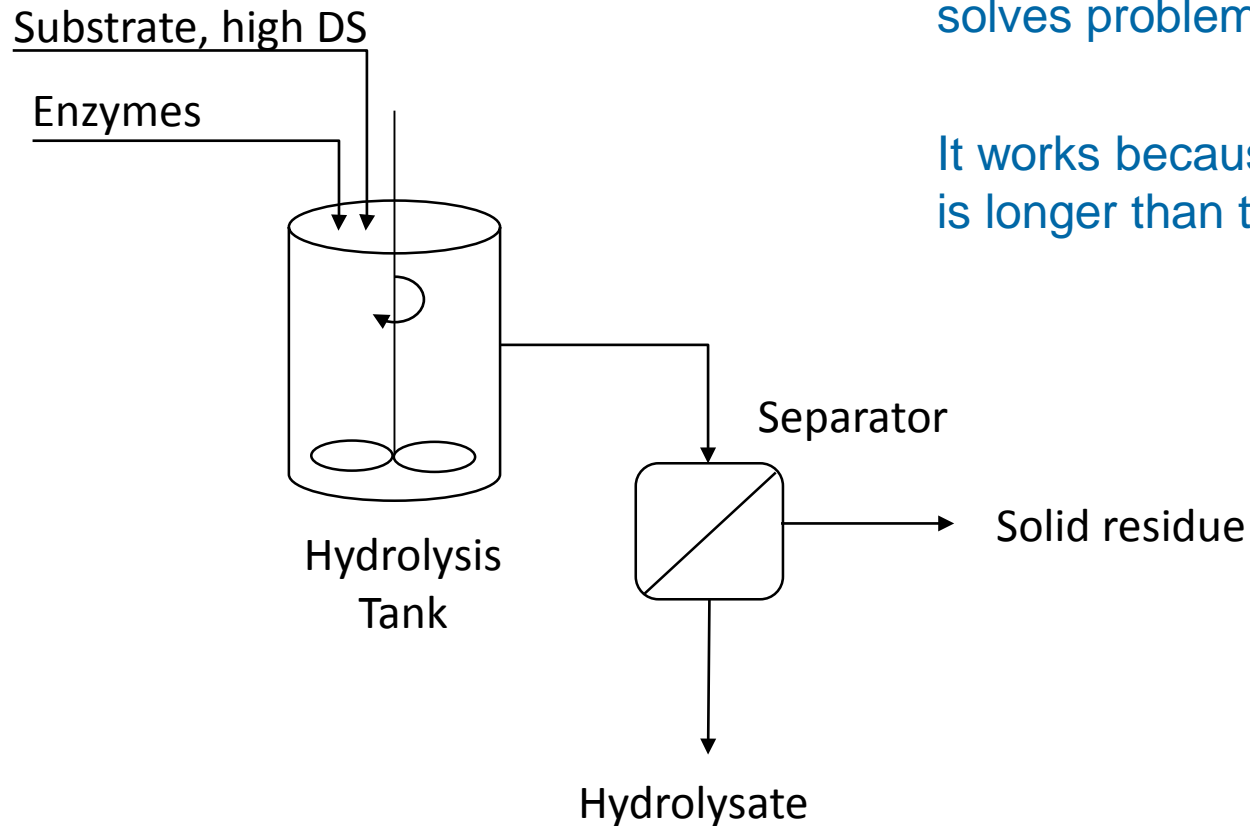 Substrate, high DS
Enzymes
solves problem
It works becaus
is longer than t
Separator
Solid residue
Hydrolysis
Tank
Hydrolysate